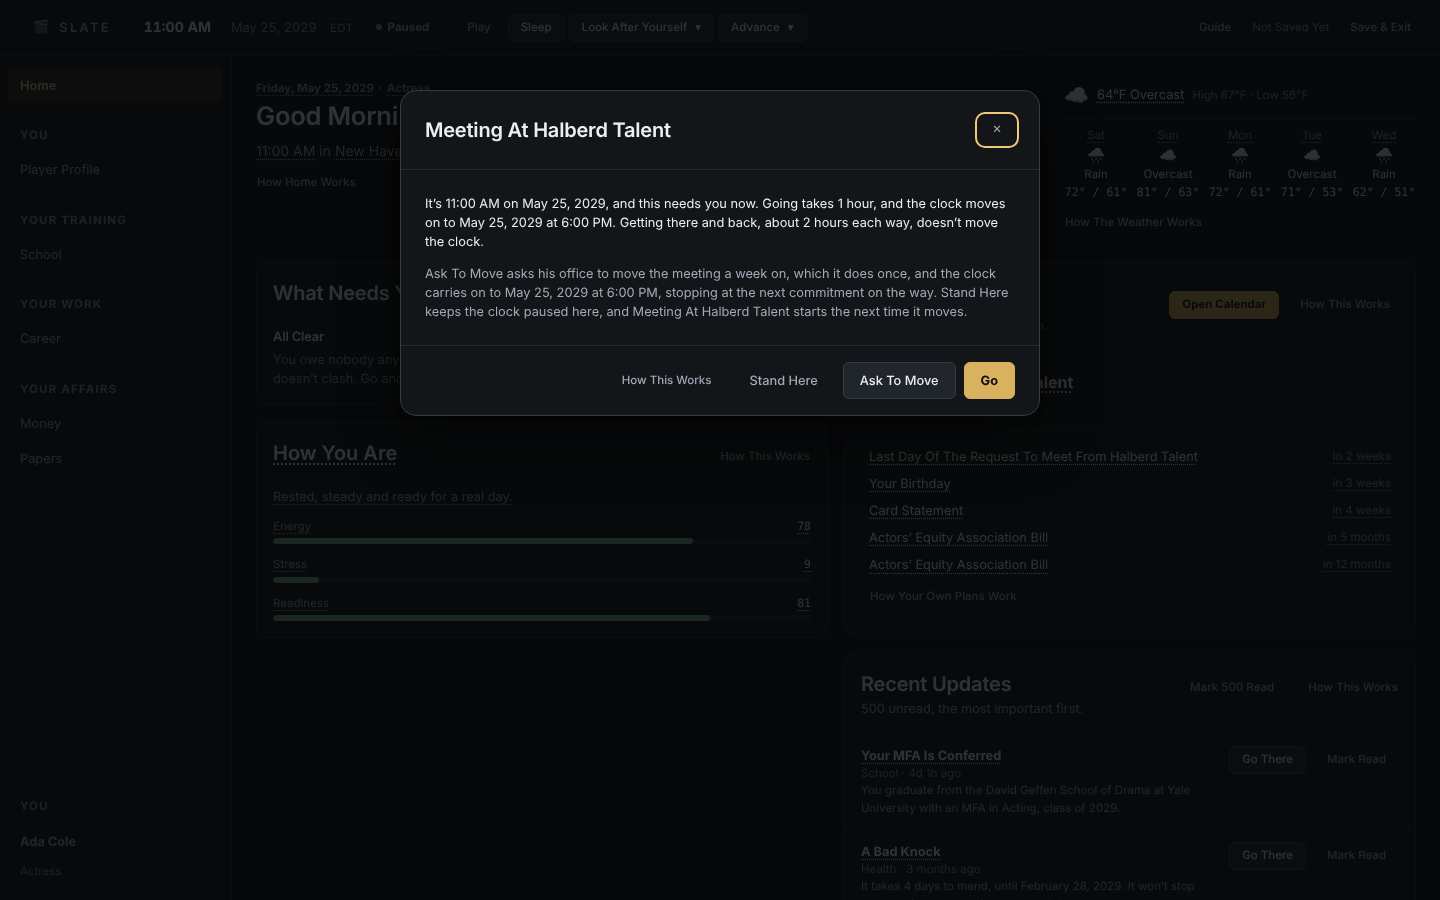 SLATE
11:00 AM May 25, 2029 EDT
Paused
Play
Sleep
Look After Yourself ▾
Advance ▾
Guide
Not Saved Yet
Save & Exit
Home
YOU
Player Profile
YOUR TRAINING
School
YOUR WORK
Career
YOUR AFFAIRS
Money
Papers
YOU
Ada Cole
Actress
Friday, May 25, 2029 · Actress
Good Morni
11:00 AM in New Have
How Home Works
64°F Overcast High 67°F · Low 56°F
Sat Sun Mon Tue Wed
Rain Overcast Rain Overcast Rain
72° / 61° 81° / 63° 72° / 61° 71° / 53° 62° / 51°
How The Weather Works
Meeting At Halberd Talent
×
It's 11:00 AM on May 25, 2029, and this needs you now. Going takes 1 hour, and the clock moves
on to May 25, 2029 at 6:00 PM. Getting there and back, about 2 hours each way, doesn't move
the clock.
Ask To Move asks his office to move the meeting a week on, which it does once, and the clock
carries on to May 25, 2029 at 6:00 PM, stopping at the next commitment on the way. Stand Here
keeps the clock paused here, and Meeting At Halberd Talent starts the next time it moves.
How This Works
Stand Here
Ask To Move
Go
What Needs Y
All Clear
You owe nobody any
doesn't clash. Go an
Open Calendar
How This Works
alent
How You Are
How This Works
Rested, steady and ready for a real day.
Energy 78
Stress 9
Readiness 81
Last Day Of The Request To Meet From Halberd Talent in 2 weeks
Your Birthday in 3 weeks
Card Statement in 4 weeks
Actors' Equity Association Bill in 5 months
Actors' Equity Association Bill in 12 months
How Your Own Plans Work
Recent Updates
Mark 500 Read
How This Works
500 unread, the most important first.
Your MFA Is Conferred
School · 4d 1h ago
You graduate from the David Geffen School of Drama at Yale
University with an MFA in Acting, class of 2029.
Go There
Mark Read
A Bad Knock
Health · 3 months ago
It takes 4 days to mend, until February 28, 2029. It won't stop
Go There
Mark Read